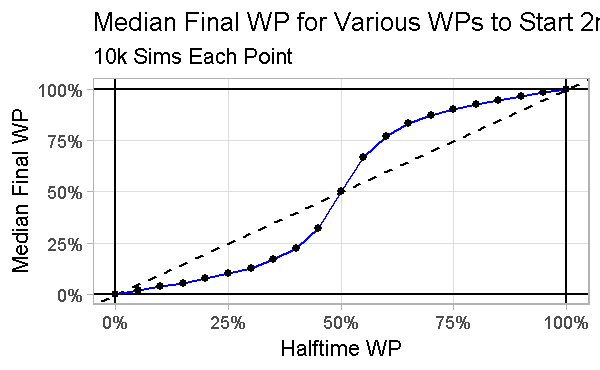 Median Final WP for Various WPs to Start 2
10k Sims Each Point
100%
75%
50%
25%
0%
Median Final WP
0% 25% 50% 75% 100%
Halftime WP